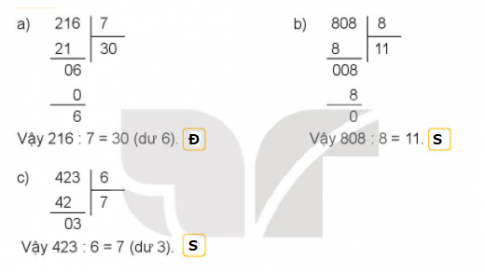 a) 216 7
21 30
06
0
6
Vậy 216 : 7 = 30 (dư 6). Đ
b) 808 8
8 11
008
8
0
Vậy 808 : 8 = 11. S
c) 423 6
42 7
03
Vậy 423 : 6 = 7 (dư 3). S